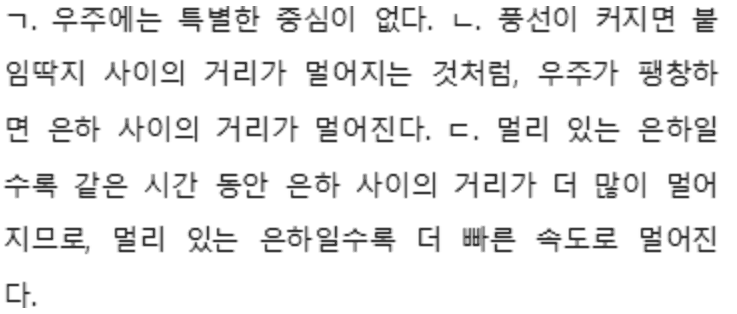 ㄱ. 우주에는 특별한 중심이 없다. ㄴ. 풍선이 커지면 붙
임딱지 사이의 거리가 멀어지는 것처럼, 우주가 팽창하
면 은하 사이의 거리가 멀어진다. ㄷ. 멀리 있는 은하일
수록 같은 시간 동안 은하 사이의 거리가 더 많이 멀어
지므로, 멀리 있는 은하일수록 더 빠른 속도로 멀어진
다.